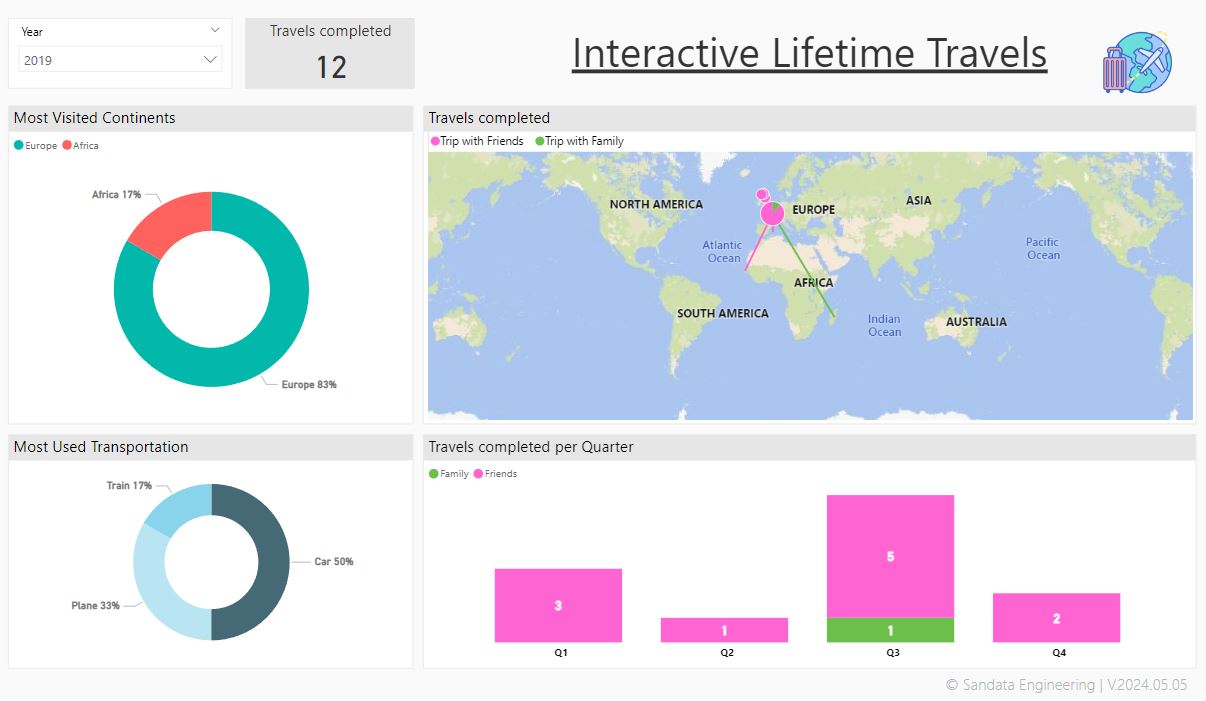 Year
2019
Travels completed
12
Interactive Lifetime Travels
Most Visited Continents
Europe Africa
Africa 17%
Europe 83%
Travels completed
Trip with Friends Trip with Family
NORTH AMERICA
EUROPE
ASIA
Atlantic
Ocean
Pacific
Ocean
AFRICA
SOUTH AMERICA
Indian
Ocean
AUSTRALIA
Most Used Transportation
Train 17%
Car 50%
Plane 33%
Travels completed per Quarter
Family Friends
3
1
5
1
2
Q1 Q2 Q3 Q4
© Sandata Engineering | V.2024.05.05